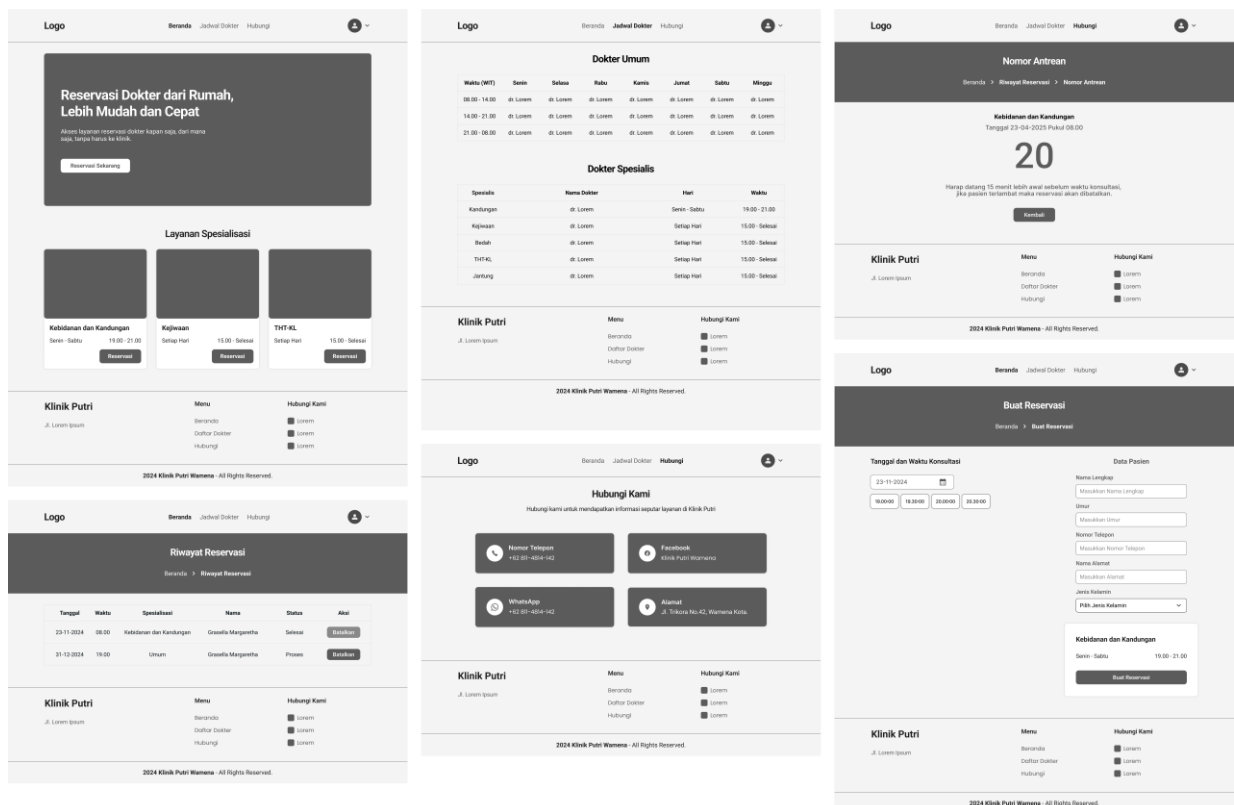 Logo
Beranda Jadwal Dokter Hubungi
Reservasi Dokter dari Rumah,
Lebih Mudah dan Cepat
Akses layanan reservasi dokter kapan saja, dari mana
saja, tanpa harus ke klinik.
Reservasi Sekarang
Layanan Spesialisasi
Kebidanan dan Kandungan
Senin - Sabtu 19.00 - 21.00
Reservasi
Kejiwaan
Setiap Hari 15.00 - Selesai
Reservasi
THT-KL
Setiap Hari 15.00 - Selesai
Reservasi
Klinik Putri
Jl. Lorem Ipsum
Menu
Beranda
Daftar Dokter
Hubungi
Hubungi Kami
Lorem
Lorem
Lorem
2024 Klinik Putri Wamena - All Rights Reserved.
Logo
Beranda Jadwal Dokter Hubungi
Riwayat Reservasi
Beranda > Riwayat Reservasi
Tanggal Waktu Spesialisasi Nama Status Aksi
23-11-2024 08.00 Kebidanan dan Kandungan Grasella Margaretha Selesai Batalkan
31-12-2024 19.00 Umum Grasella Margaretha Proses Batalkan
Klinik Putri
Jl. Lorem Ipsum
Menu
Beranda
Daftar Dokter
Hubungi
Hubungi Kami
Lorem
Lorem
Lorem
2024 Klinik Putri Wamena - All Rights Reserved.
Logo
Beranda Jadwal Dokter Hubungi
Dokter Umum
Waktu (WIT) Senin Selasa Rabu Kamis Jumat Sabtu Minggu
08.00 - 14.00 dr. Lorem dr. Lorem dr. Lorem dr. Lorem dr. Lorem dr. Lorem dr. Lorem
14.00 - 21.00 dr. Lorem dr. Lorem dr. Lorem dr. Lorem dr. Lorem dr. Lorem dr. Lorem
21.00 - 08.00 dr. Lorem dr. Lorem dr. Lorem dr. Lorem dr. Lorem dr. Lorem dr. Lorem
Dokter Spesialis
Spesialis Nama Dokter Hari Waktu
Kandungan dr. Lorem Senin - Sabtu 19.00 - 21.00
Kejiwaan dr. Lorem Setiap Hari 15.00 - Selesai
Bedah dr. Lorem Setiap Hari 15.00 - Selesai
THT-KL dr. Lorem Setiap Hari 15.00 - Selesai
Jantung dr. Lorem Setiap Hari 15.00 - Selesai
Klinik Putri
Jl. Lorem Ipsum
Menu
Beranda
Daftar Dokter
Hubungi
Hubungi Kami
Lorem
Lorem
Lorem
2024 Klinik Putri Wamena - All Rights Reserved.
Logo
Beranda Jadwal Dokter Hubungi
Hubungi Kami
Hubungi kami untuk mendapatkan informasi seputar layanan di Klinik Putri
Nomor Telepon
+62 811-4814-142
Facebook
Klinik Putri Wamena
WhatsApp
+62 811-4814-142
Alamat
Jl. Trikora No.42, Wamena Kota.
Klinik Putri
Jl. Lorem Ipsum
Menu
Beranda
Daftar Dokter
Hubungi
Hubungi Kami
Lorem
Lorem
Lorem
2024 Klinik Putri Wamena - All Rights Reserved.
Logo
Beranda Jadwal Dokter Hubungi
Nomor Antrean
Beranda > Riwayat Reservasi > Nomor Antrean
Kebidanan dan Kandungan
Tanggal 23-04-2025 Pukul 08.00
20
Harap datang 15 menit lebih awal sebelum waktu konsultasi,
jika pasien terlambat maka reservasi akan dibatalkan.
Kembali
Klinik Putri
Jl. Lorem Ipsum
Menu
Beranda
Daftar Dokter
Hubungi
Hubungi Kami
Lorem
Lorem
Lorem
2024 Klinik Putri Wamena - All Rights Reserved.
Logo
Beranda Jadwal Dokter Hubungi
Buat Reservasi
Beranda > Buat Reservasi
Tanggal dan Waktu Konsultasi
23-11-2024
19.00:00 19.30:00 20.00:00 20.30:00
Data Pasien
Nama Lengkap
Masukkan Nama Lengkap
Umur
Masukkan Umur
Nomor Telepon
Masukkan Nomor Telepon
Nama Alamat
Masukkan Alamat
Jenis Kelamin
Pilih Jenis Kelamin
Kebidanan dan Kandungan
Senin - Sabtu 19.00 - 21.00
Buat Reservasi
Klinik Putri
Jl. Lorem Ipsum
Menu
Beranda
Daftar Dokter
Hubungi
Hubungi Kami
Lorem
Lorem
Lorem
2024 Klinik Putri Wamena - All Rights Reserved.